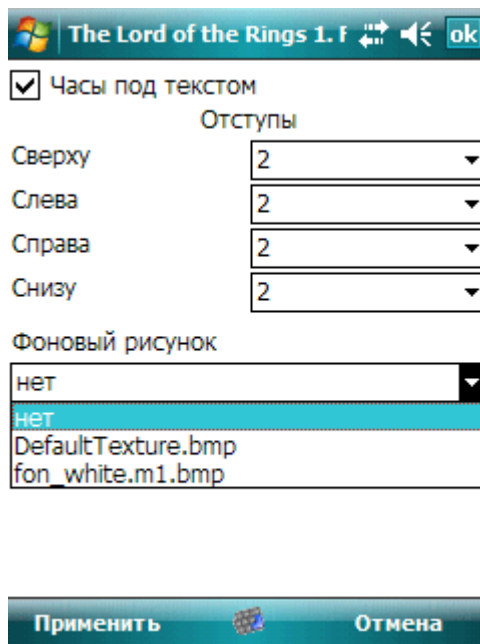 The Lord of the Rings 1. F ok
Часы под текстом
Отступы
Сверху 2
Слева 2
Справа 2
Снизу 2
Фоновый рисунок
нет
нет
DefaultTexture.bmp
fon_white.m1.bmp
Применить Отмена